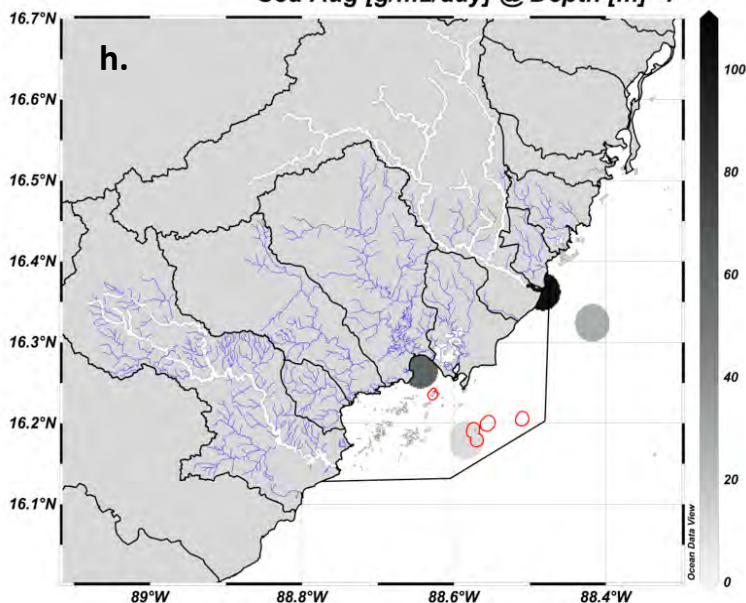 Sed Aug [g/m2/day] @ Depth [m]
h.
16.7°N
16.6°N
16.5°N
16.4°N
16.3°N
16.2°N
16.1°N
89°W 88.8°W 88.6°W 88.4°W
100
80
60
40
20
0
Ocean Data View